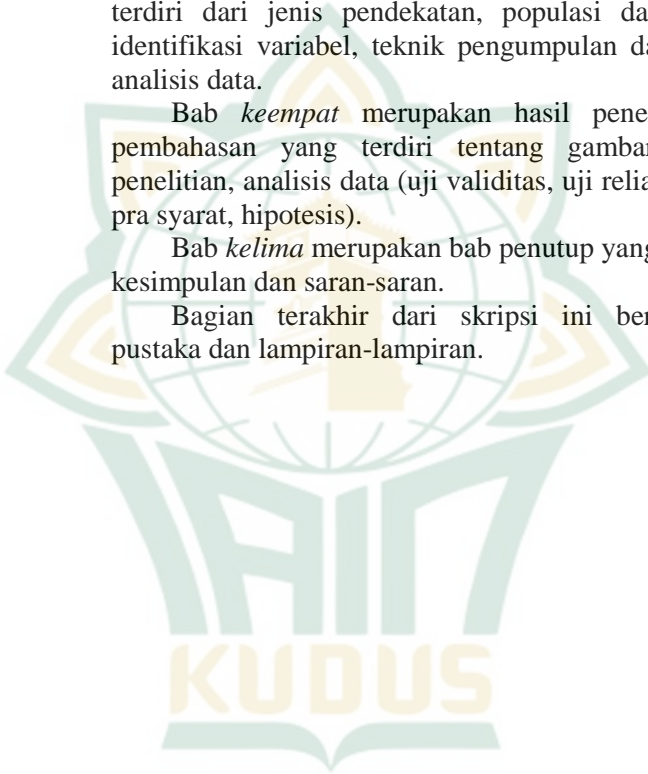 terdiri dari jenis pendekatan, populasi da
identifikasi variabel, teknik pengumpulan da
analisis data.
Bab keempat merupakan hasil pene
pembahasan yang terdiri tentang gambar
penelitian, analisis data (uji validitas, uji relia
pra syarat, hipotesis).
Bab kelima merupakan bab penutup yang
kesimpulan dan saran-saran.
Bagian terakhir dari skripsi ini ber
pustaka dan lampiran-lampiran.
IAIN
KUDUS